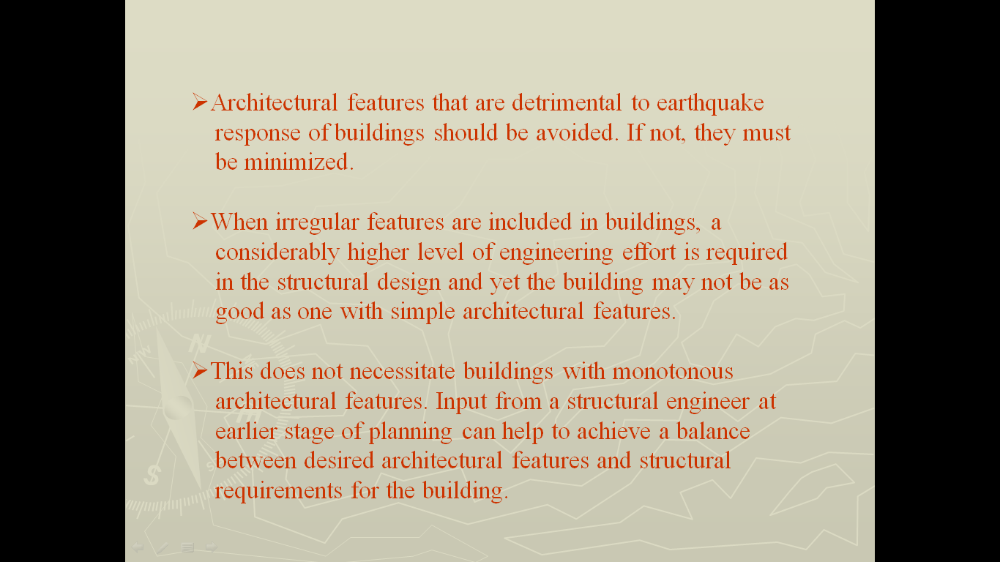 ➢Architectural features that are detrimental to earthquake
response of buildings should be avoided. If not, they must
be minimized.
➢When irregular features are included in buildings, a
considerably higher level of engineering effort is required
in the structural design and yet the building may not be as
good as one with simple architectural features.
➢This does not necessitate buildings with monotonous
architectural features. Input from a structural engineer at
earlier stage of planning can help to achieve a balance
between desired architectural features and structural
requirements for the building.
N
NW
S